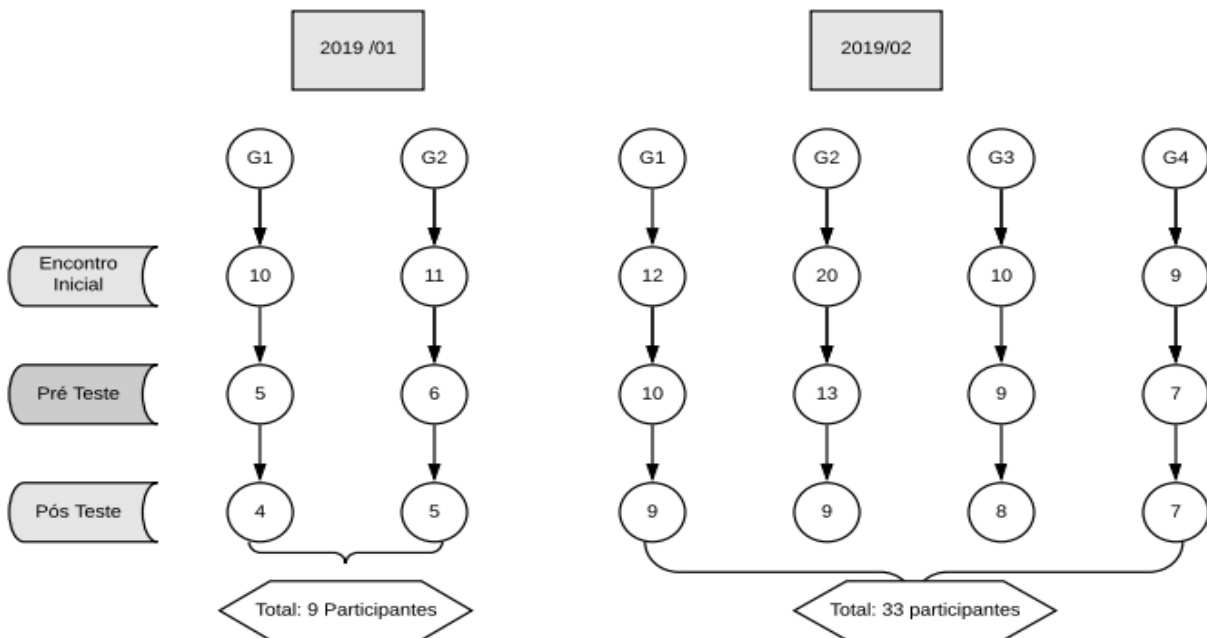 2019 /01
2019/02
G1
G2
G1
G2
G3
G4
Encontro
Inicial
10
11
12
20
10
9
Pré Teste
5
6
10
13
9
7
Pós Teste
4
5
9
9
8
7
Total: 9 Participantes
Total: 33 participantes